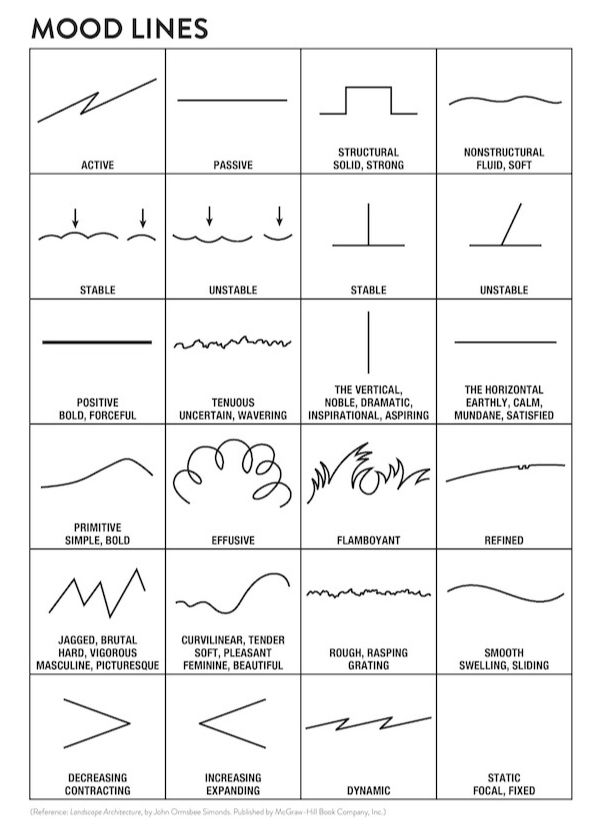 MOOD LINES
ACTIVE
PASSIVE
STRUCTURAL
SOLID, STRONG
NONSTRUCTURAL
FLUID, SOFT
STABLE
UNSTABLE
STABLE
UNSTABLE
POSITIVE
BOLD, FORCEFUL
TENUOUS
UNCERTAIN, WAVERING
THE VERTICAL,
NOBLE, DRAMATIC,
INSPIRATIONAL, ASPIRING
THE HORIZONTAL
EARTHLY, CALM,
MUNDANE, SATISFIED
PRIMITIVE
SIMPLE, BOLD
EFFUSIVE
FLAMBOYANT
REFINED
JAGGED, BRUTAL
HARD, VIGOROUS
MASCULINE, PICTURESQUE
CURVILINEAR, TENDER
SOFT, PLEASANT
FEMININE, BEAUTIFUL
ROUGH, RASPING
GRATING
SMOOTH
SWELLING, SLIDING
DECREASING
CONTRACTING
INCREASING
EXPANDING
DYNAMIC
STATIC
FOCAL, FIXED
(Reference: Landscape Architecture, by John Ormsbee Simonds. Published by McGraw-Hill Book Company, Inc.)